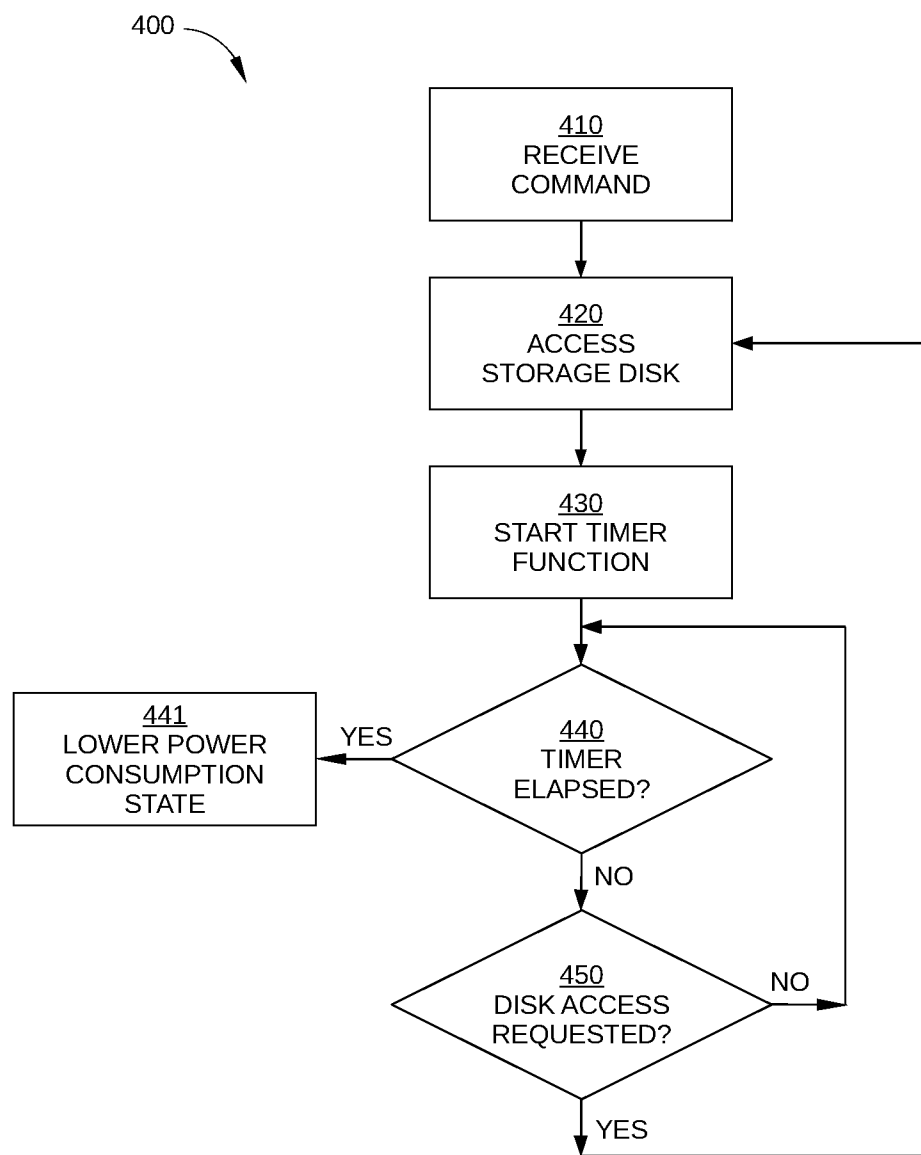 400
410
RECEIVE
COMMAND
420
ACCESS
STORAGE DISK
430
START TIMER
FUNCTION
441
LOWER POWER
CONSUMPTION
STATE
YES
440
TIMER
ELAPSED?
NO
450
DISK ACCESS
REQUESTED?
NO
YES